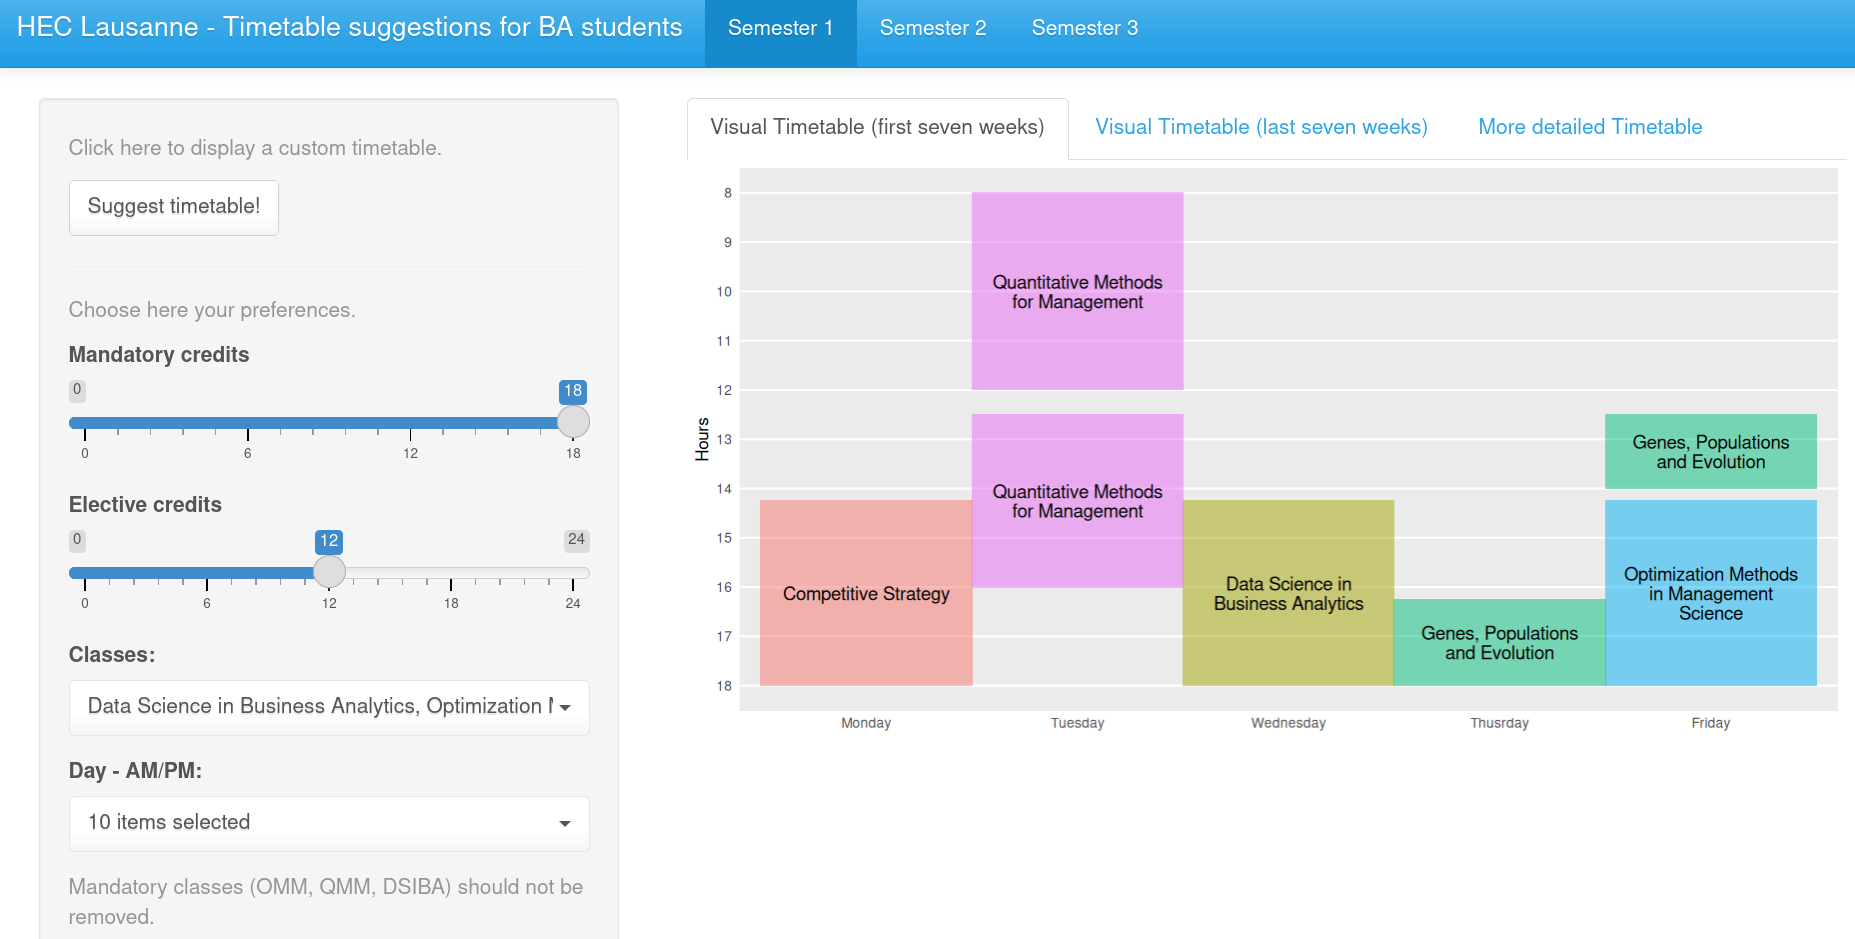 HEC Lausanne - Timetable suggestions for BA students
Semester 1
Semester 2
Semester 3
Click here to display a custom timetable.
Suggest timetable!
Choose here your preferences.
Mandatory credits
0
18
0
6
12
18
Elective credits
0
12
24
0
6
12
18
24
Classes:
Data Science in Business Analytics, Optimization
Day - AM/PM:
10 items selected
Mandatory classes (OMM, QMM, DSIBA) should not be
removed.
Visual Timetable (first seven weeks)
Visual Timetable (last seven weeks)
More detailed Timetable
Hours
8
9
10
11
12
13
14
15
16
17
18
Quantitative Methods
for Management
Quantitative Methods
for Management
Competitive Strategy
Data Science in
Business Analytics
Genes, Populations
and Evolution
Genes, Populations
and Evolution
Optimization Methods
in Management
Science
Monday
Tuesday
Wednesday
Thusrday
Friday